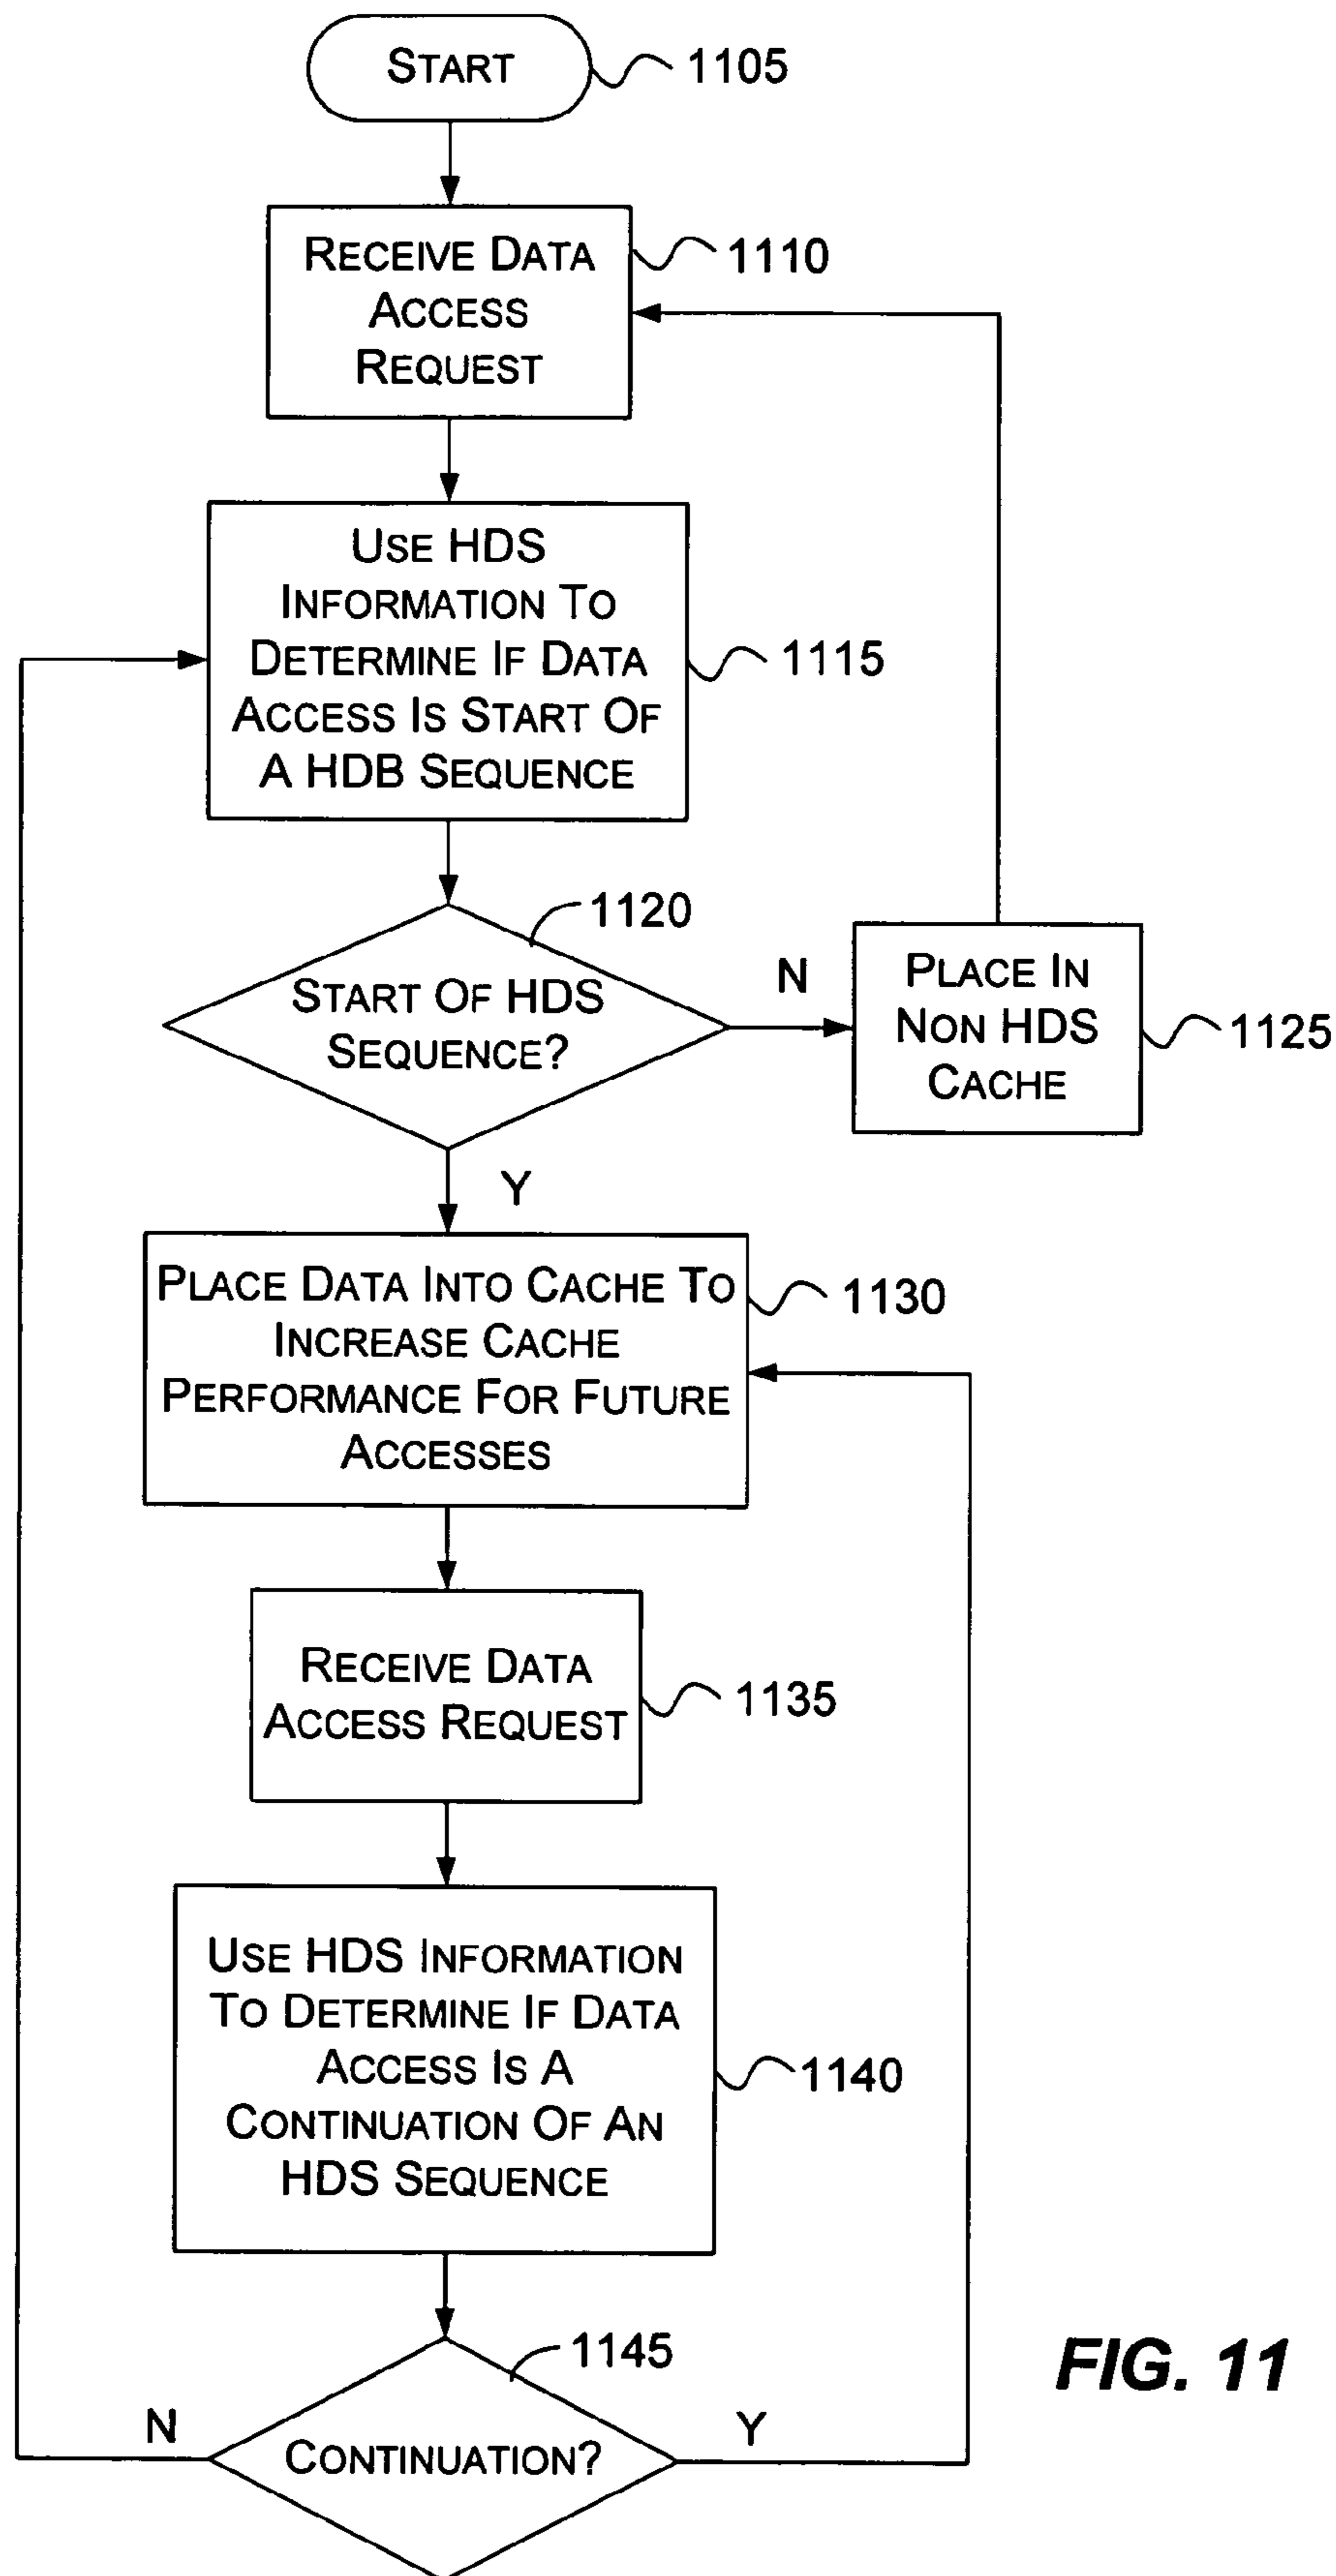 START
1105
RECEIVE DATA
ACCESS
REQUEST
1110
USE HDS
INFORMATION TO
DETERMINE IF DATA
ACCESS IS START OF
A HDB SEQUENCE
1115
1120
START OF HDS
SEQUENCE?
N
PLACE IN
NON HDS
CACHE
1125
Y
PLACE DATA INTO CACHE TO
INCREASE CACHE
PERFORMANCE FOR FUTURE
ACCESSES
1130
RECEIVE DATA
ACCESS REQUEST
1135
USE HDS INFORMATION
TO DETERMINE IF DATA
ACCESS IS A
CONTINUATION OF AN
HDS SEQUENCE
1140
1145
CONTINUATION?
N
Y
FIG. 11